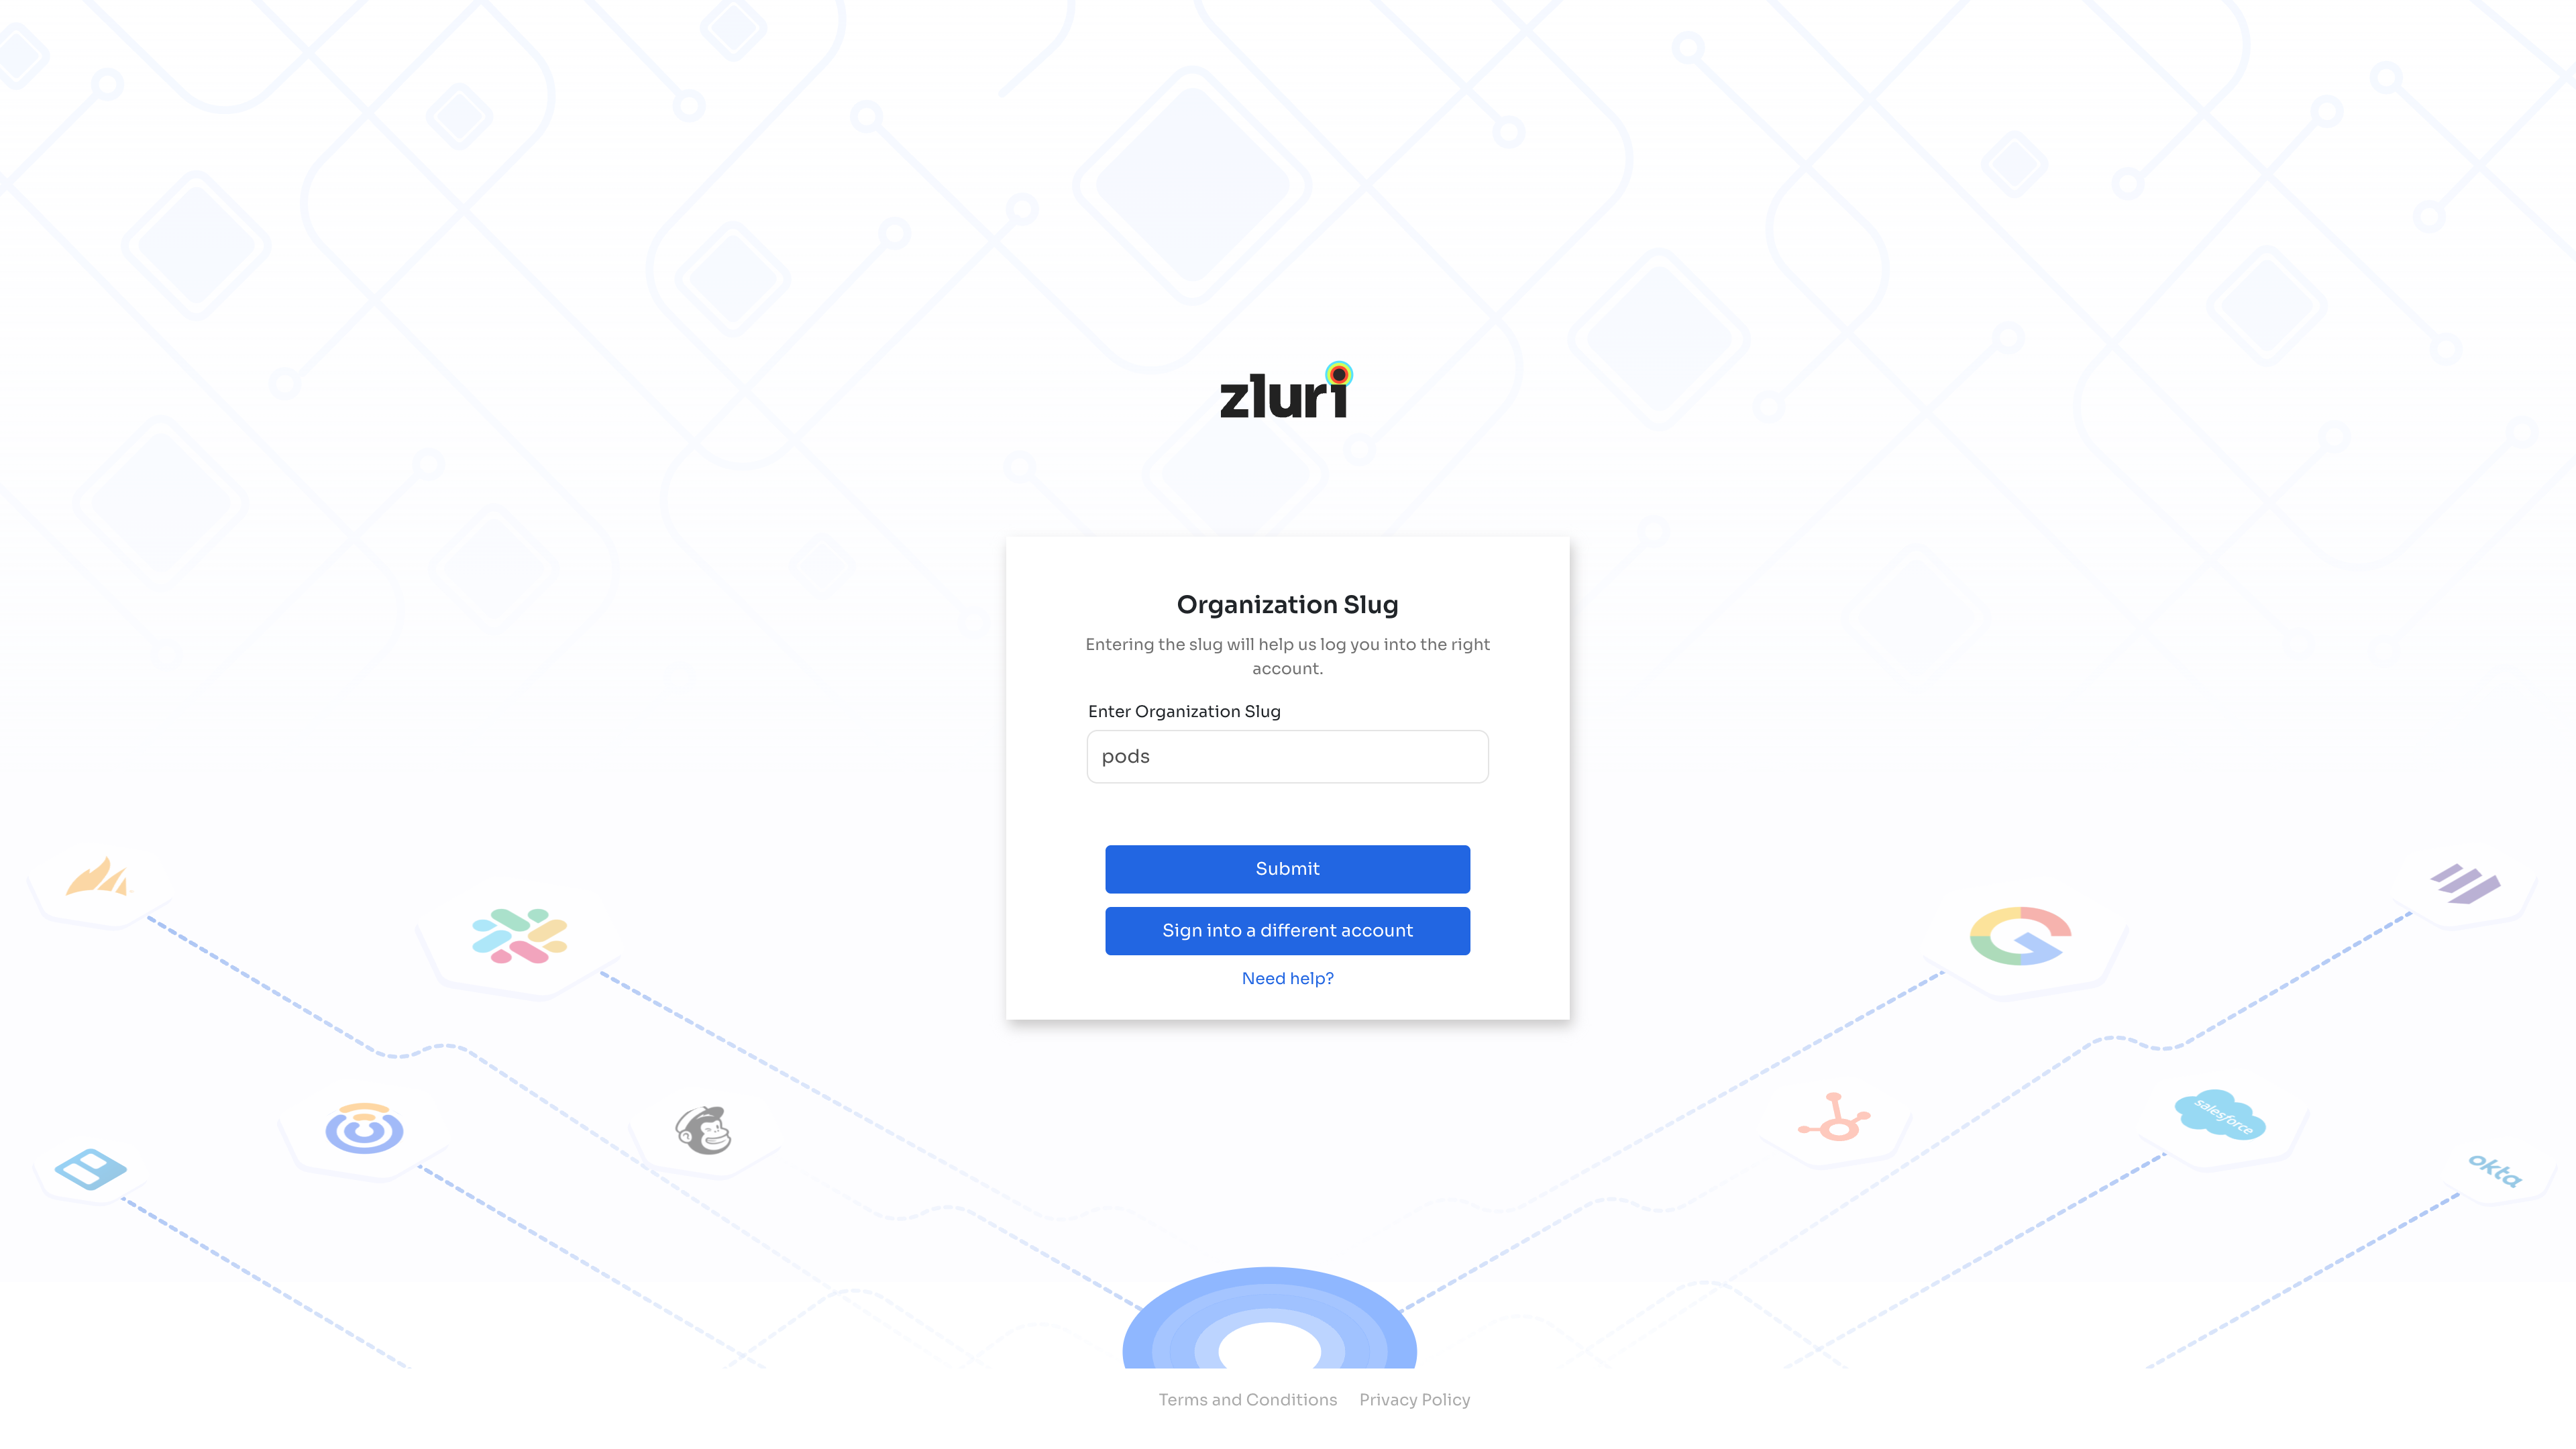 zluri
Organization Slug
Entering the slug will help us log you into the right
account.
Enter Organization Slug
pods
Submit
Sign into a different account
Need help?
salesforce
okta
Terms and Conditions Privacy Policy